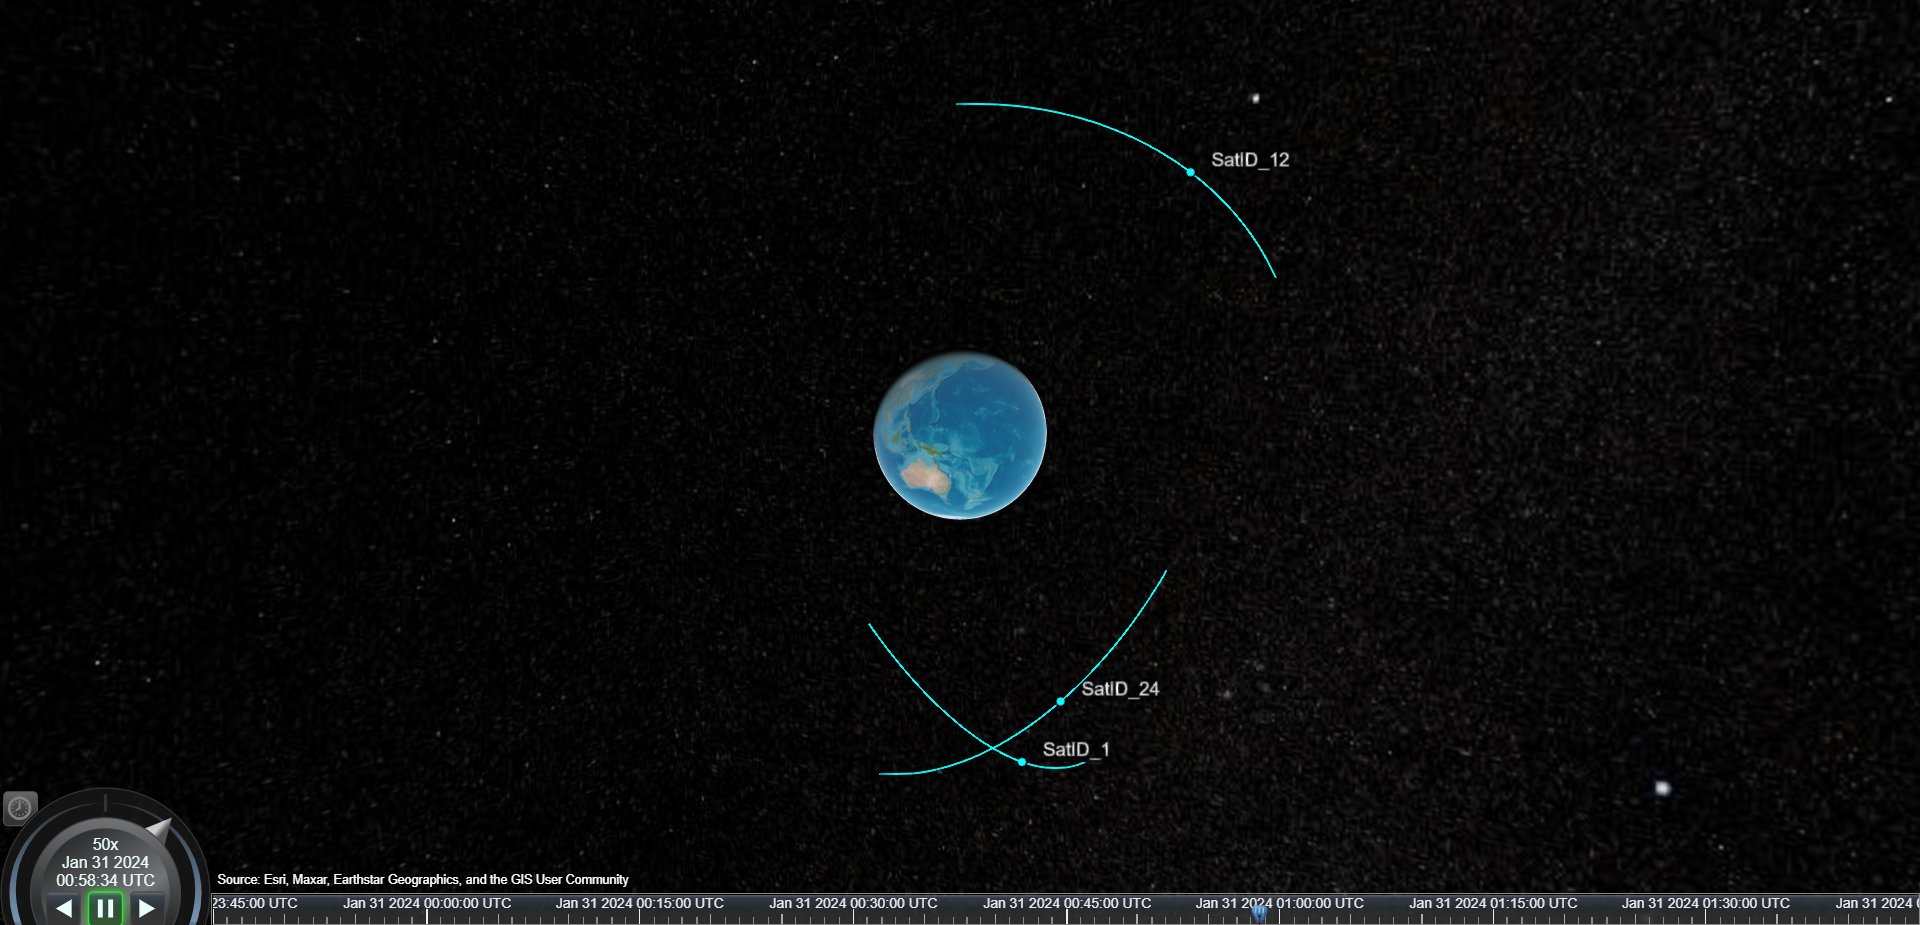 SatID_12
SatID_24
SatID_1
50x
Jan 31 2024
00:58:34 UTC
Source: Esri, Maxar, Earthstar Geographics, and the GIS User Community
23:45:00 UTC Jan 31 2024 00:00:00 UTC Jan 31 2024 00:15:00 UTC Jan 31 2024 00:30:00 UTC Jan 31 2024 00:45:00 UTC Jan 31 2024 01:00:00 UTC Jan 31 2024 01:15:00 UTC Jan 31 2024 01:30:00 UTC Jan 31 2024